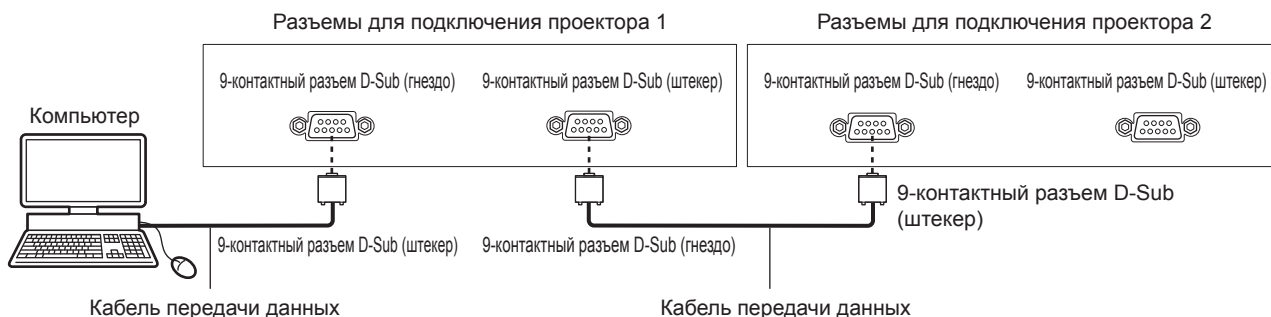 Разъемы для подключения проектора 1
Разъемы для подключения проектора 2
9-контактный разъем D-Sub (гнездо)
9-контактный разъем D-Sub (штекер)
9-контактный разъем D-Sub (гнездо)
9-контактный разъем D-Sub (штекер)
Компьютер
9-контактный разъем D-Sub
(штекер)
9-контактный разъем D-Sub (штекер)
9-контактный разъем D-Sub (гнездо)
Кабель передачи данных
Кабель передачи данных